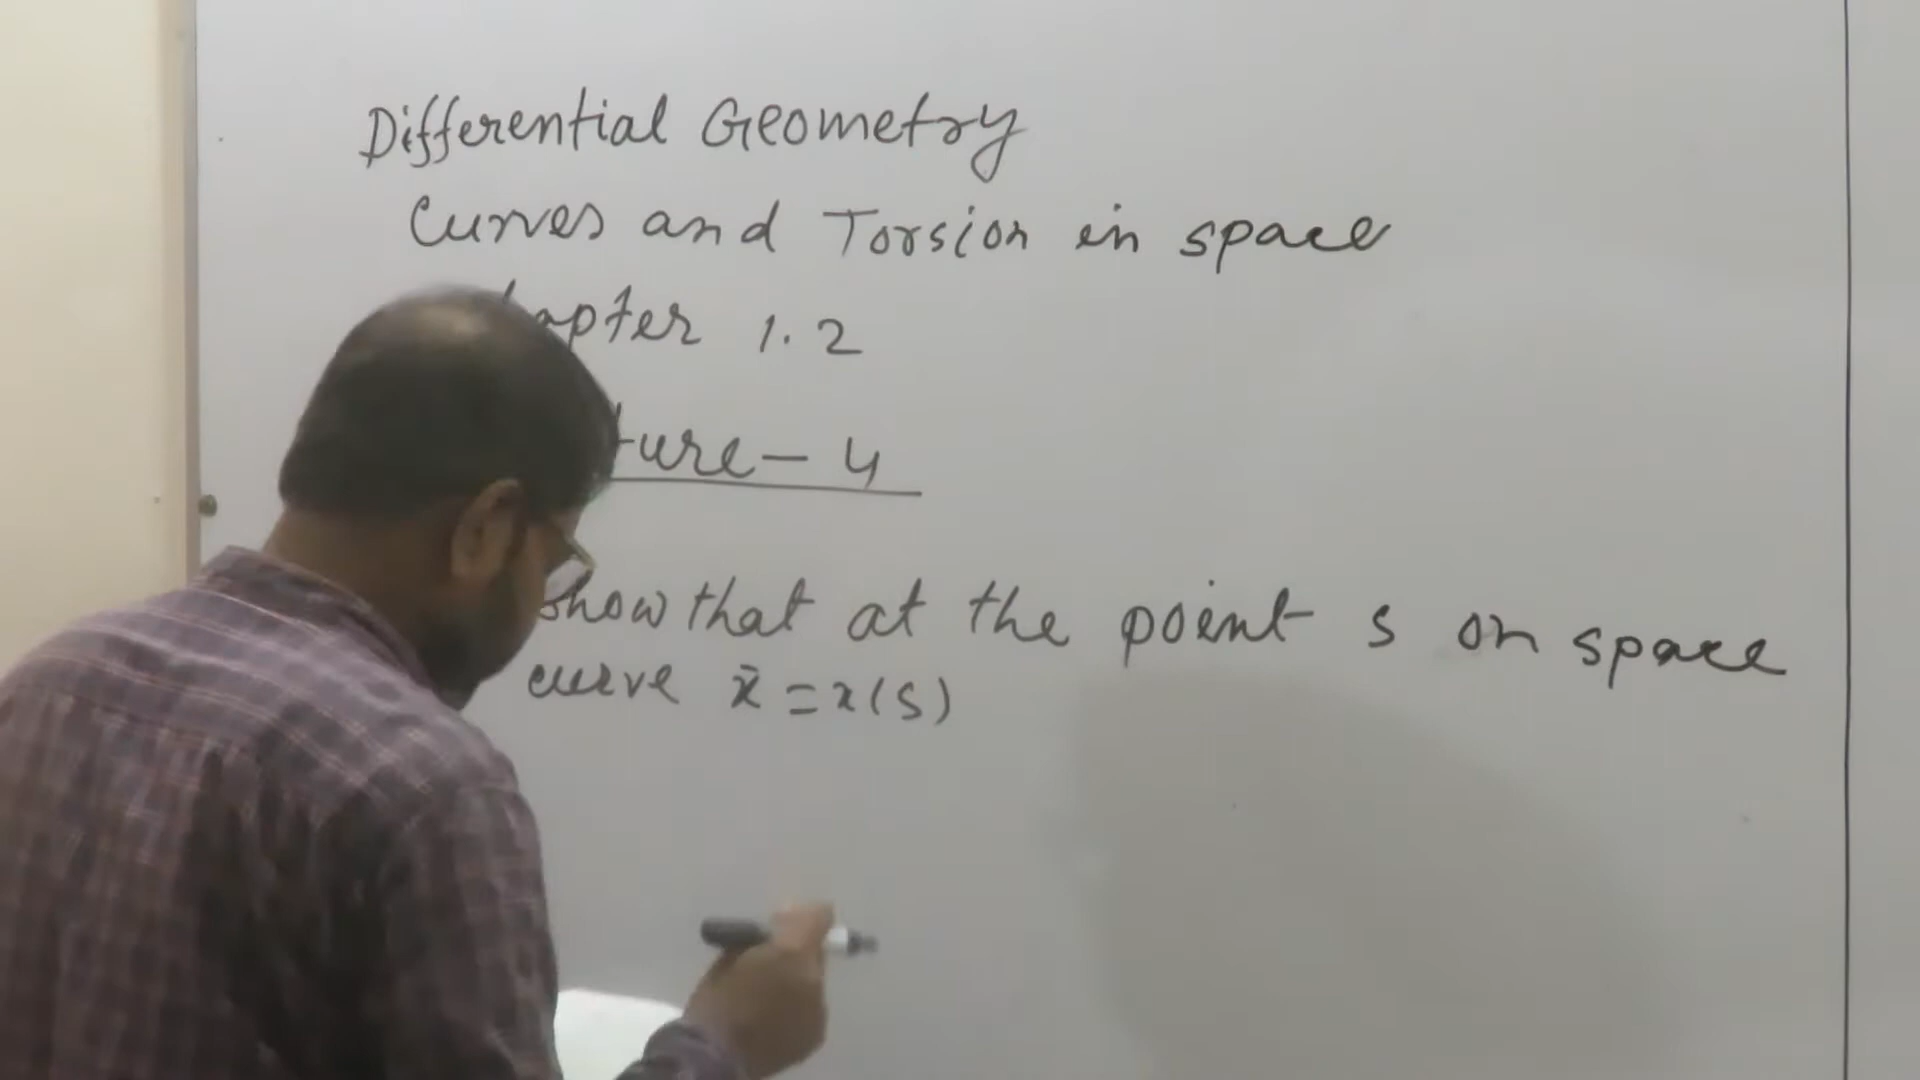 Differential Geometry
Curves and Torsion in space
apter 1.2
ture - 4
show that at the point s on space
curve x̄ = x(s)